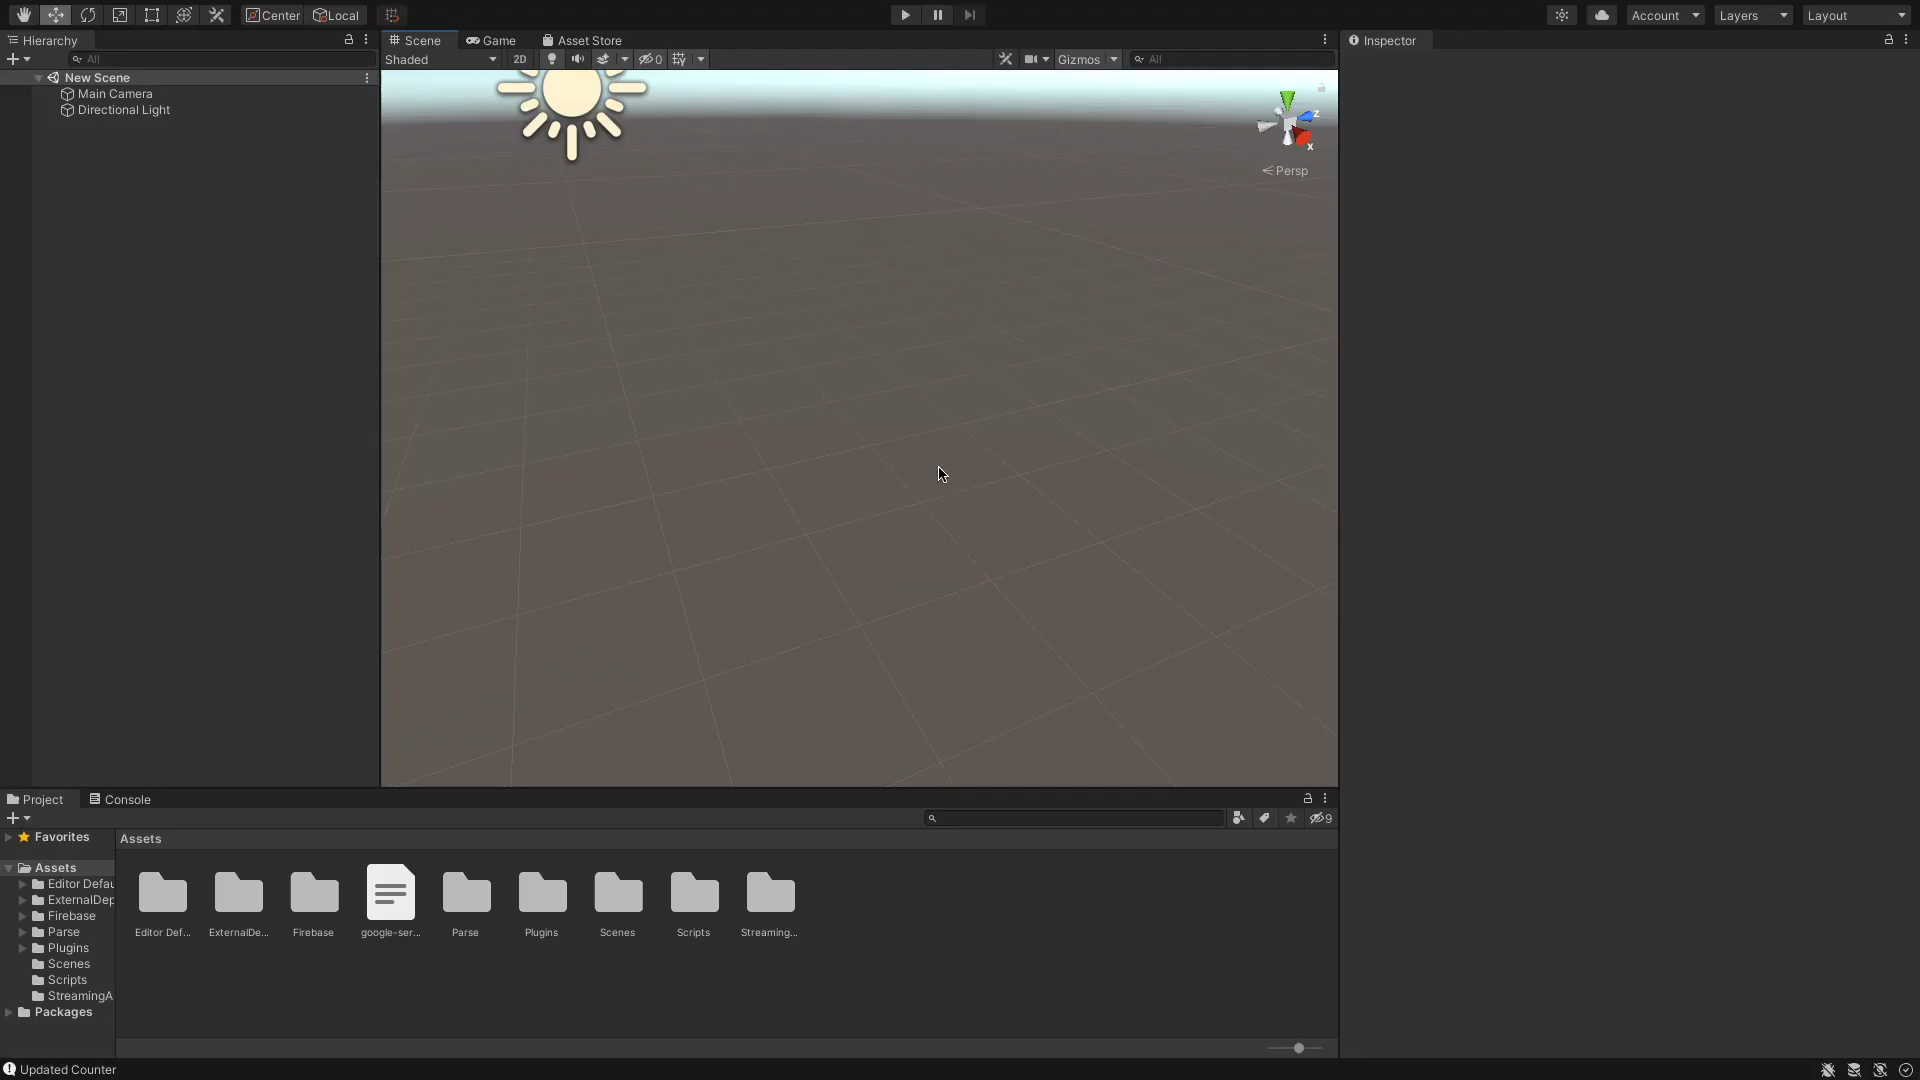 Center
Local
Account
Layers
Layout
Hierarchy
All
New Scene
Main Camera
Directional Light
Scene
Game
Asset Store
Shaded
2D
0
Gizmos
All
z
x
Persp
Inspector
Project
Console
9
Favorites
Assets
Editor Defau
ExternalDep
Firebase
Parse
Plugins
Scenes
Scripts
StreamingA
Packages
Assets
Editor Def...
ExternalDe...
Firebase
google-ser...
Parse
Plugins
Scenes
Scripts
Streaming...
Updated Counter